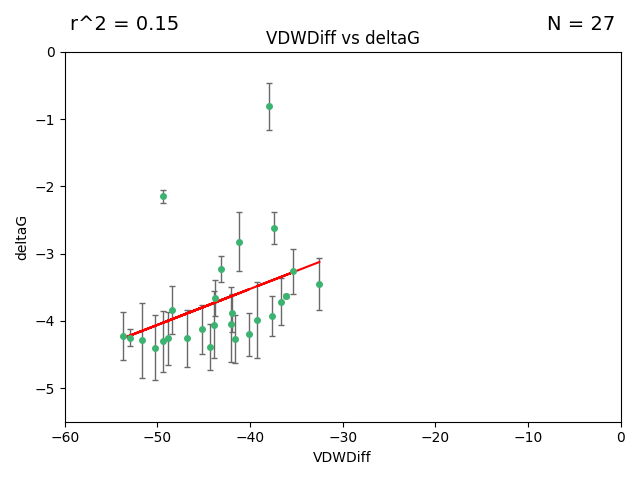 r^2 = 0.15
N = 27
VDWDiff vs deltaG
0
−1
−2
−3
−4
−5
deltaG
−60 −50 −40 −30 −20 −10 0
VDWDiff